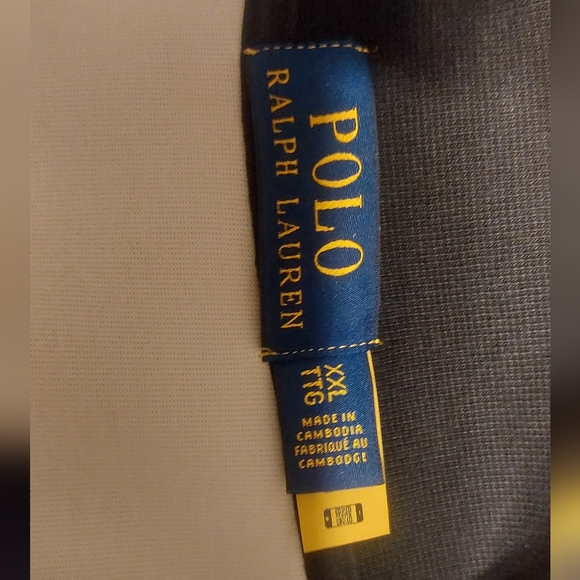 POLO
RALPH LAUREN
XXL
TTG
MADE IN
CAMBODIA
FABRIQUÉ AU
CAMBODGE